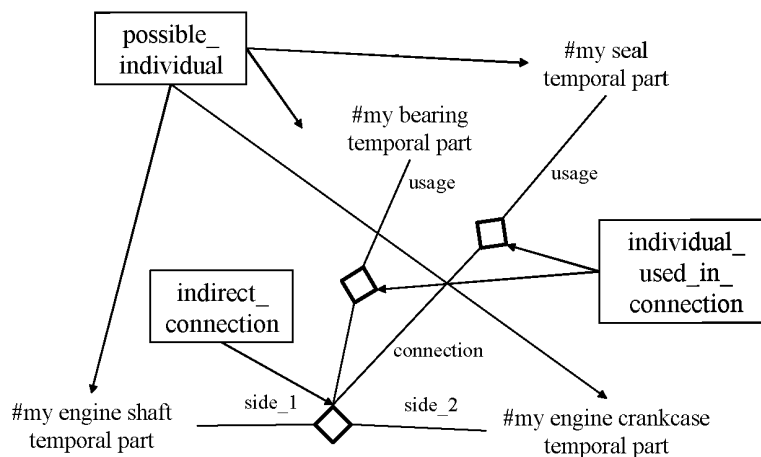 possible_
individual
#my seal
temporal part
#my bearing
temporal part
usage
usage
individual_
used_in_
connection
indirect_
connection
connection
#my engine shaft
temporal part
side_1
side_2
#my engine crankcase
temporal part